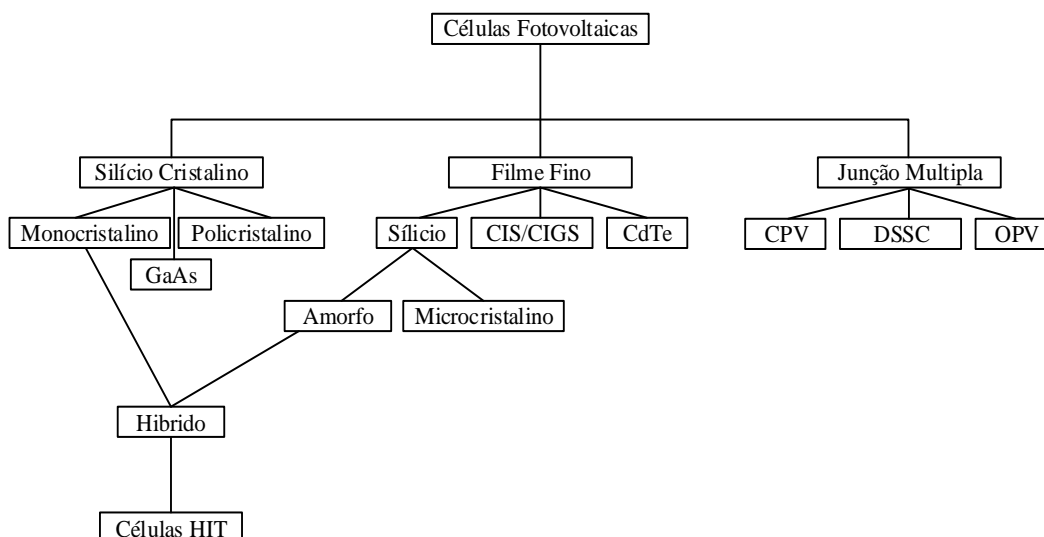 Células Fotovoltaicas
Silício Cristalino
Filme Fino
Junção Multipla
Monocristalino
Policristalino
Sílicio
CIS/CIGS
CdTe
CPV
DSSC
OPV
GaAs
Amorfo
Microcristalino
Hibrido
Células HIT